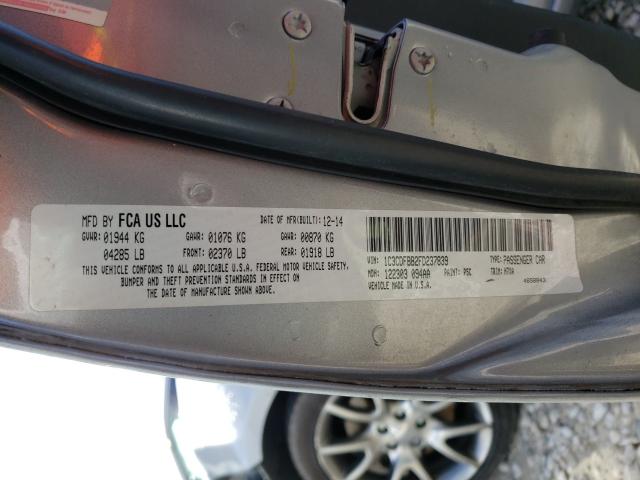 MFD BY FCA US LLC DATE OF MFR(BUILT): 12-14
GVWR: 01944 KG GAWR: 01076 KG GAWR: 00870 KG
04285 LB FRONT: 02370 LB REAR: 01918 LB
THIS VEHICLE CONFORMS TO ALL APPLICABLE U.S.A. FEDERAL MOTOR VEHICLE SAFETY,
BUMPER AND THEFT PREVENTION STANDARDS IN EFFECT ON
THE DATE OF MANUFACTURE SHOWN ABOVE.
VIN: 1C3CDFBB2FD237839 TYPE: PASSENGER CAR
MDH: 122303 094AA PAINT: PSC TRIM: H7DA
VEHICLE MADE IN U.S.A.